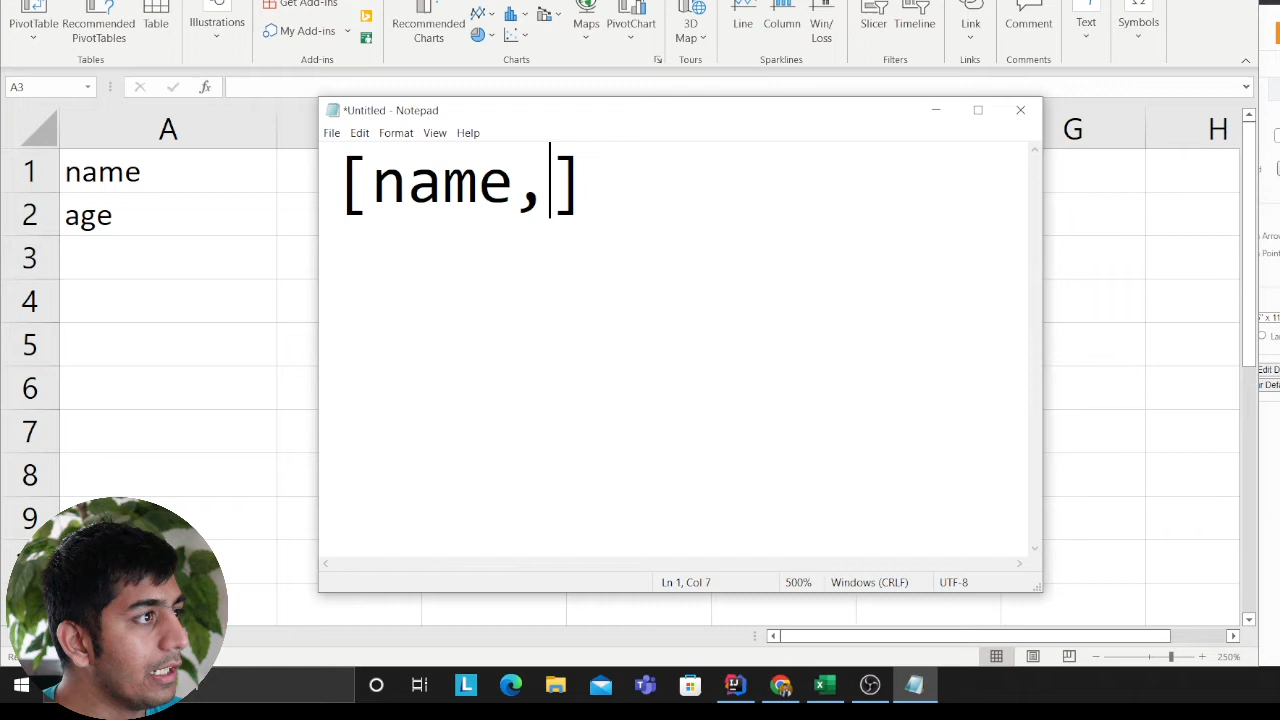 PivotTable
Recommended
PivotTables
Table
Illustrations
Get Add-ins
My Add-ins
Recommended
Charts
Maps
PivotChart
3D
Map
Line
Column
Win/
Loss
Slicer
Timeline
Link
Comment
Text
Symbols
Tables
Add-ins
Charts
Tours
Sparklines
Filters
Links
Comments
A3
fx
*Untitled - Notepad
File Edit Format View Help
[name,]
A
G
H
1 name
2 age
3
4
5
6
7
8
9
Ln 1, Col 7
500%
Windows (CRLF)
UTF-8
250%